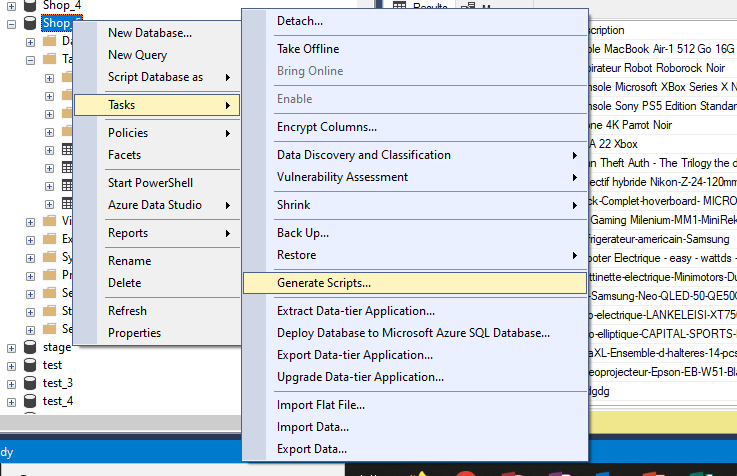 Shop_4
Shop
Ta
Vi
Ex
Sy
Pr
Se
St
Se
stage
test
test_3
test_4
New Database...
New Query
Script Database as
Tasks
Policies
Facets
Start PowerShell
Azure Data Studio
Reports
Rename
Delete
Refresh
Properties
Detach...
Take Offline
Bring Online
Enable
Encrypt Columns...
Data Discovery and Classification
Vulnerability Assessment
Shrink
Back Up...
Restore
Generate Scripts...
Extract Data-tier Application...
Deploy Database to Microsoft Azure SQL Database...
Export Data-tier Application...
Upgrade Data-tier Application...
Import Flat File...
Import Data...
Export Data...
Results
cription
le MacBook Air-1 512 Go 16G
irateur Robot Roborock Noir
nsole Microsoft XBox Series X N
nsole Sony PS5 Edition Standar
one 4K Parrot Noir
A 22 Xbox
an Theft Auth - The Trilogy the d
ectif hybride Nikon-Z-24-120mm
ck-Complet-hoverboard- MICRO
Gaming Milenium-MM1-MiniRek
rigerateur-americain-Samsung
ooter Electrique - easy - wattds -
ttinette-electrique-Minimotors-Du
-Samsung-Neo-QLED-50-QE50
o-electrique-LANKELEISI-XT750
o-elliptique-CAPITAL-SPORTS-
aXL-Ensemble-d-halteres-14-pcs
eoprojecteur-Epson-EB-W51-Bla
dgdg
dy